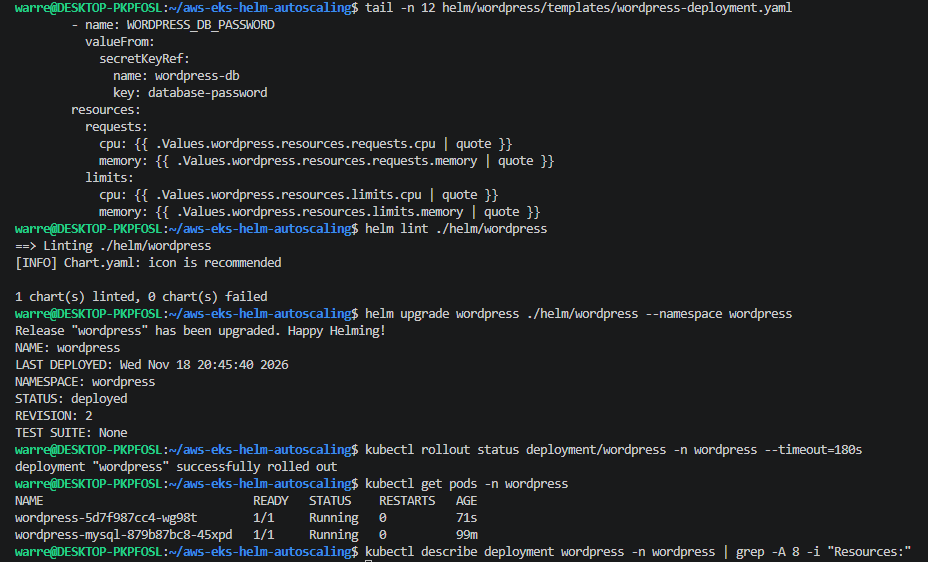 warre@DESKTOP-PKPFOSL:~/aws-eks-helm-autoscaling$ tail -n 12 helm/wordpress/templates/wordpress-deployment.yaml
        - name: WORDPRESS_DB_PASSWORD
          valueFrom:
            secretKeyRef:
              name: wordpress-db
              key: database-password
        resources:
          requests:
            cpu: {{ .Values.wordpress.resources.requests.cpu | quote }}
            memory: {{ .Values.wordpress.resources.requests.memory | quote }}
          limits:
            cpu: {{ .Values.wordpress.resources.limits.cpu | quote }}
            memory: {{ .Values.wordpress.resources.limits.memory | quote }}
warre@DESKTOP-PKPFOSL:~/aws-eks-helm-autoscaling$ helm lint ./helm/wordpress
==> Linting ./helm/wordpress
[INFO] Chart.yaml: icon is recommended

1 chart(s) linted, 0 chart(s) failed
warre@DESKTOP-PKPFOSL:~/aws-eks-helm-autoscaling$ helm upgrade wordpress ./helm/wordpress --namespace wordpress
Release "wordpress" has been upgraded. Happy Helming!
NAME: wordpress
LAST DEPLOYED: Wed Nov 18 20:45:40 2026
NAMESPACE: wordpress
STATUS: deployed
REVISION: 2
TEST SUITE: None
warre@DESKTOP-PKPFOSL:~/aws-eks-helm-autoscaling$ kubectl rollout status deployment/wordpress -n wordpress --timeout=180s
deployment "wordpress" successfully rolled out
warre@DESKTOP-PKPFOSL:~/aws-eks-helm-autoscaling$ kubectl get pods -n wordpress
NAME                              READY   STATUS    RESTARTS   AGE
wordpress-5d7f987cc4-wg98t        1/1     Running   0          71s
wordpress-mysql-879b87bc8-45xpd   1/1     Running   0          99m
warre@DESKTOP-PKPFOSL:~/aws-eks-helm-autoscaling$ kubectl describe deployment wordpress -n wordpress | grep -A 8 -i "Resources:"